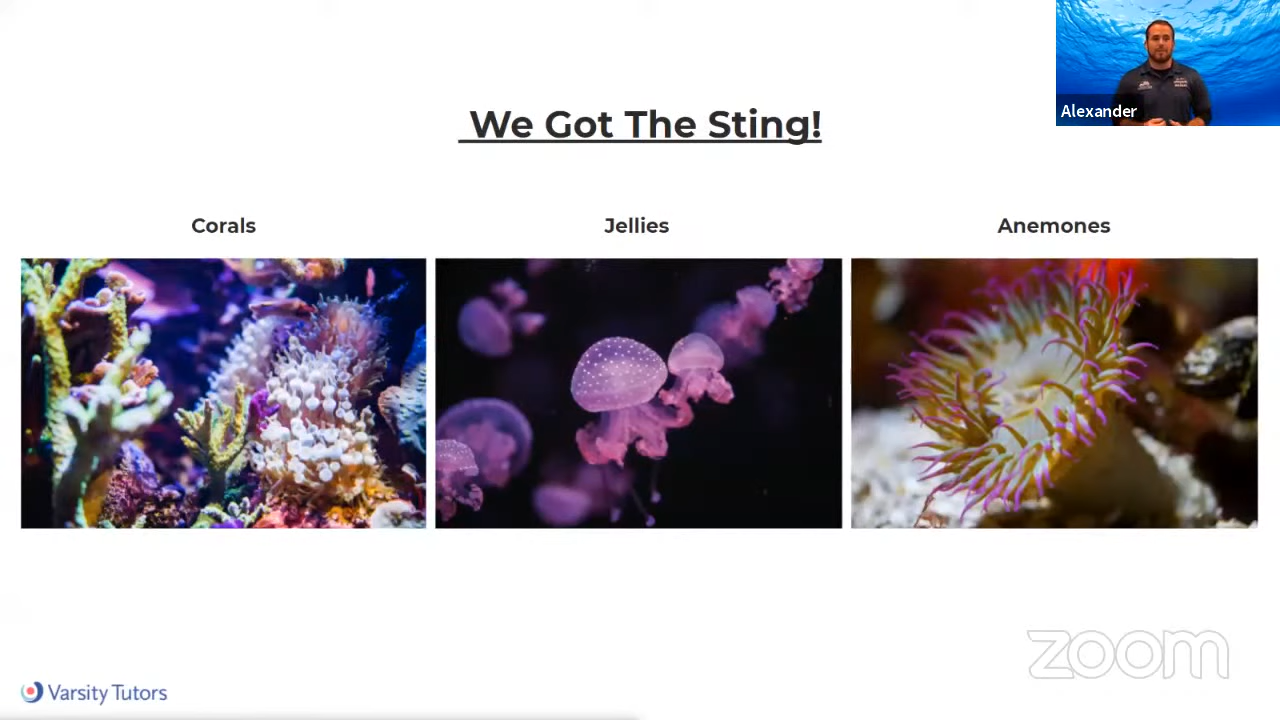 Alexander
We Got The Sting!
Corals
Jellies
Anemones
zoom
Varsity Tutors